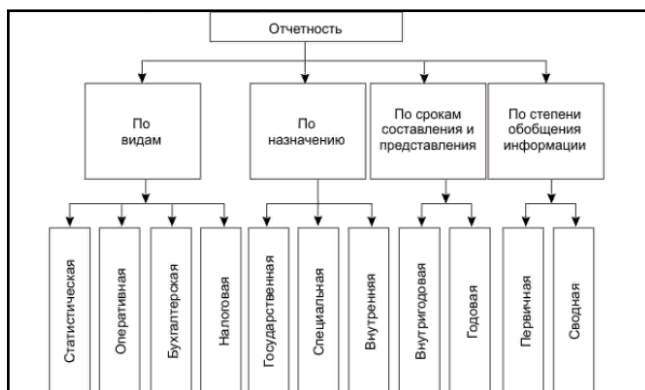 Отчетность
По
видам
По
назначению
По срокам
составления и
представления
По степени
обобщения
информации
Статистическая
Оперативная
Бухгалтерская
Налоговая
Государственная
Специальная
Внутренняя
Внутригодовая
Годовая
Первичная
Сводная